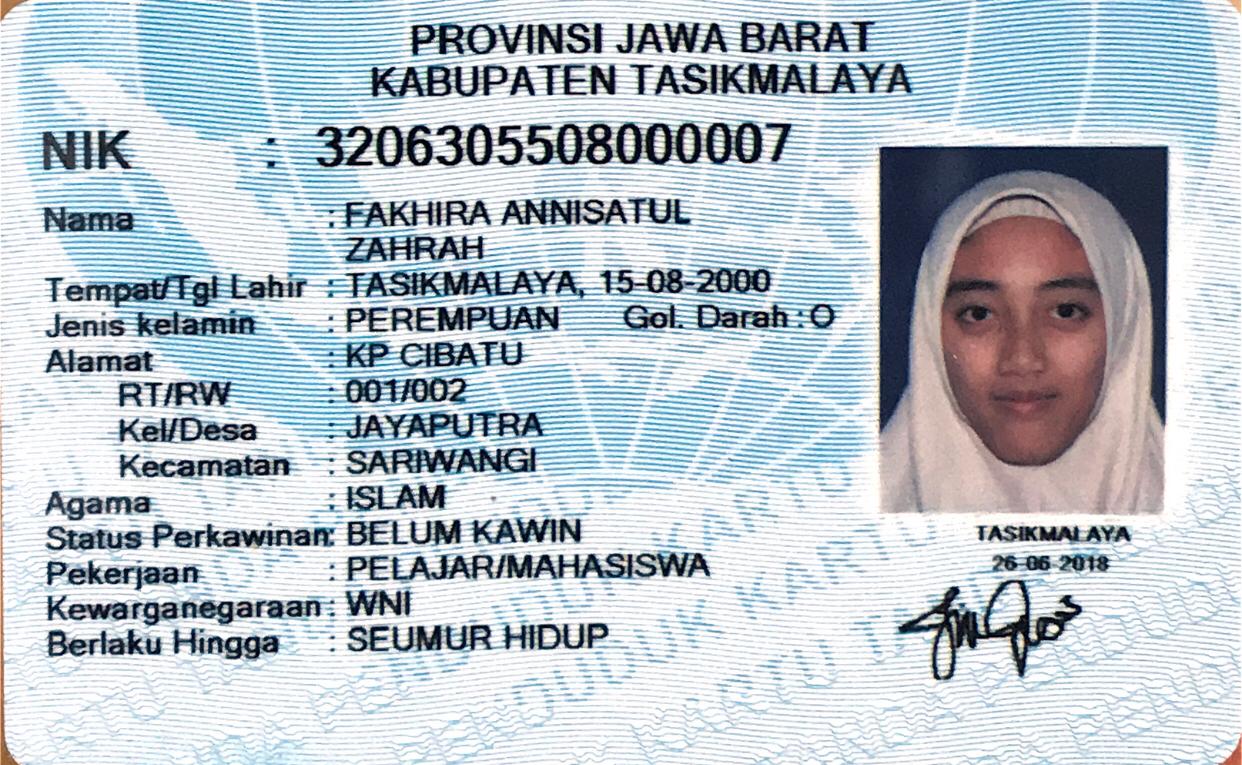 PROVINSI JAWA BARAT
KABUPATEN TASIKMALAYA
NIK : 3206305508000007
Nama : FAKHIRA ANNISATUL
ZAHRAH
Tempat/Tgl Lahir : TASIKMALAYA, 15-08-2000
Jenis kelamin : PEREMPUAN Gol. Darah : O
Alamat : KP CIBATU
RT/RW : 001/002
Kel/Desa : JAYAPUTRA
Kecamatan : SARIWANGI
Agama : ISLAM
Status Perkawinan: BELUM KAWIN
Pekerjaan : PELAJAR/MAHASISWA
Kewarganegaraan : WNI
Berlaku Hingga : SEUMUR HIDUP
TASIKMALAYA
26-06-2018